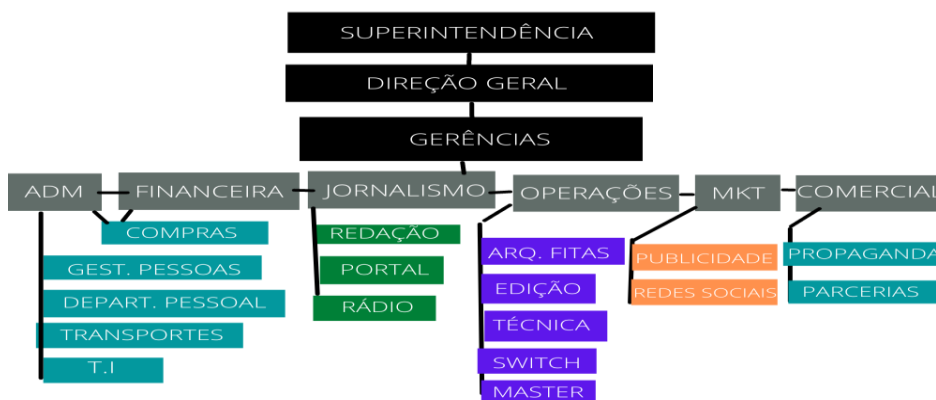 SUPERINTENDÊNCIA
DIREÇÃO GERAL
GERÊNCIAS
ADM
FINANCEIRA
JORNALISMO
OPERAÇÕES
MKT
COMERCIAL
COMPRAS
GEST. PESSOAS
DEPART. PESSOAL
TRANSPORTES
T.I
REDAÇÃO
PORTAL
RÁDIO
ARQ. FITAS
EDIÇÃO
TÉCNICA
SWITCH
MASTER
PUBLICIDADE
REDES SOCIAIS
PROPAGANDA
PARCERIAS